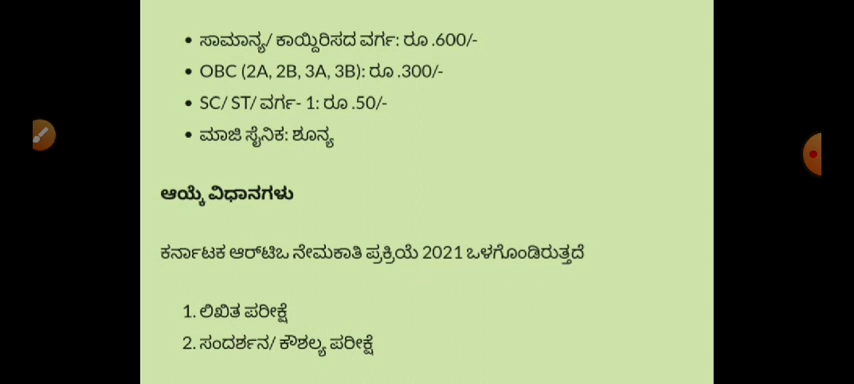 • ಸಾಮಾನ್ಯ/ ಕಾಯ್ದಿರಿಸದ ವರ್ಗ: ರೂ .600/-
• OBC (2A, 2B, 3A, 3B): ರೂ .300/-
• SC/ ST/ ವರ್ಗ- 1: ರೂ .50/-
• ಮಾಜಿ ಸೈನಿಕ: ಶೂನ್ಯ
ಆಯ್ಕೆ ವಿಧಾನಗಳು
ಕರ್ನಾಟಕ ಆರ್‌ಟಿಒ ನೇಮಕಾತಿ ಪ್ರಕ್ರಿಯೆ 2021 ಒಳಗೊಂಡಿರುತ್ತದೆ
1. ಲಿಖಿತ ಪರೀಕ್ಷೆ
2. ಸಂದರ್ಶನ/ ಕೌಶಲ್ಯ ಪರೀಕ್ಷೆ